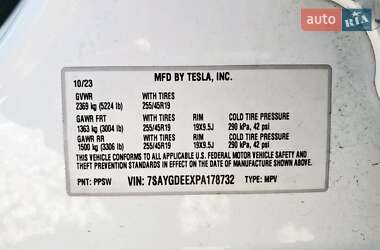 auto RIA .com
MFD BY TESLA, INC.
10/23
GVWR WITH TIRES
2369 kg (5224 lb) 255/45R19
GAWR FRT WITH TIRES RIM COLD TIRE PRESSURE
1363 kg (3004 lb) 255/45R19 19X9.5J 290 kPa, 42 psi
GAWR RR WITH TIRES RIM COLD TIRE PRESSURE
1500 kg (3306 lb) 255/45R19 19X9.5J 290 kPa, 42 psi
THIS VEHICLE CONFORMS TO ALL APPLICABLE U.S. FEDERAL
MOTOR VEHICLE SAFETY AND THEFT PREVENTION STANDARDS
IN EFFECT ON THE DATE OF MANUFACTURE SHOWN ABOVE.
PNT: PPSW VIN: 7SAYGDEEXPA178732 TYPE: MPV